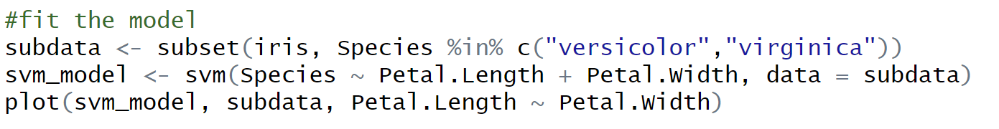 #fit the model
subdata <- subset(iris, Species %in% c("versicolor","virginica"))
svm_model <- svm(Species ~ Petal.Length + Petal.Width, data = subdata)
plot(svm_model, subdata, Petal.Length ~ Petal.Width)